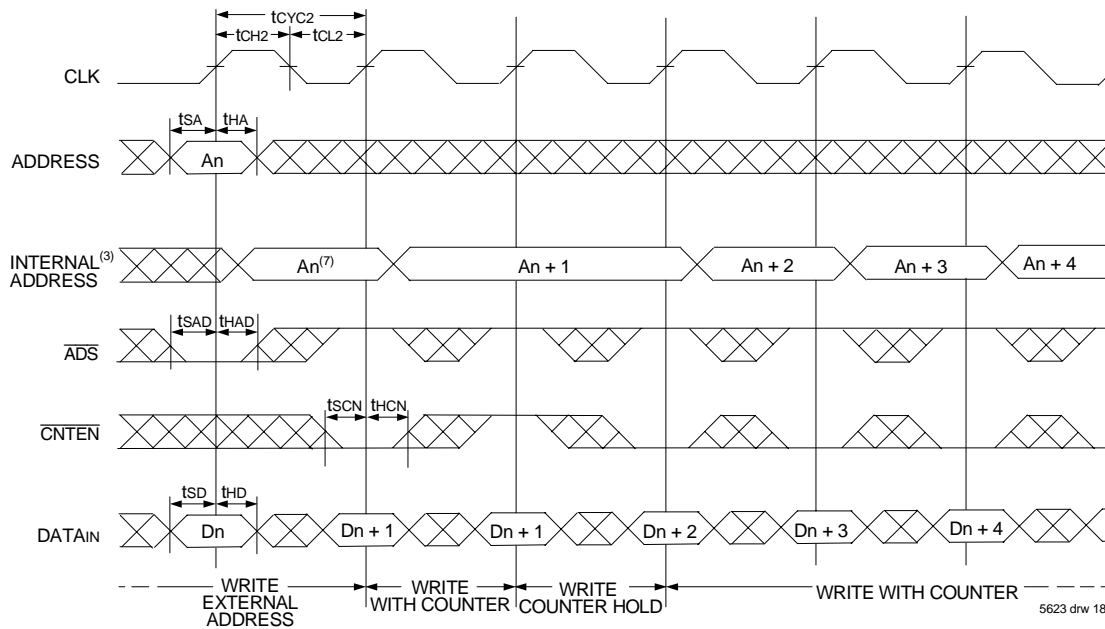 tCYC2
tCH2 tCL2
CLK
tSA tHA
ADDRESS An
INTERNAL(3) ADDRESS An(7) An + 1 An + 2 An + 3 An + 4
tSAD tHAD
ADS
tSCN tHCN
CNTEN
tSD tHD
DATAIN Dn Dn + 1 Dn + 1 Dn + 2 Dn + 3 Dn + 4
WRITE EXTERNAL ADDRESS
WRITE WITH COUNTER
WRITE COUNTER HOLD
WRITE WITH COUNTER
5623 drw 18